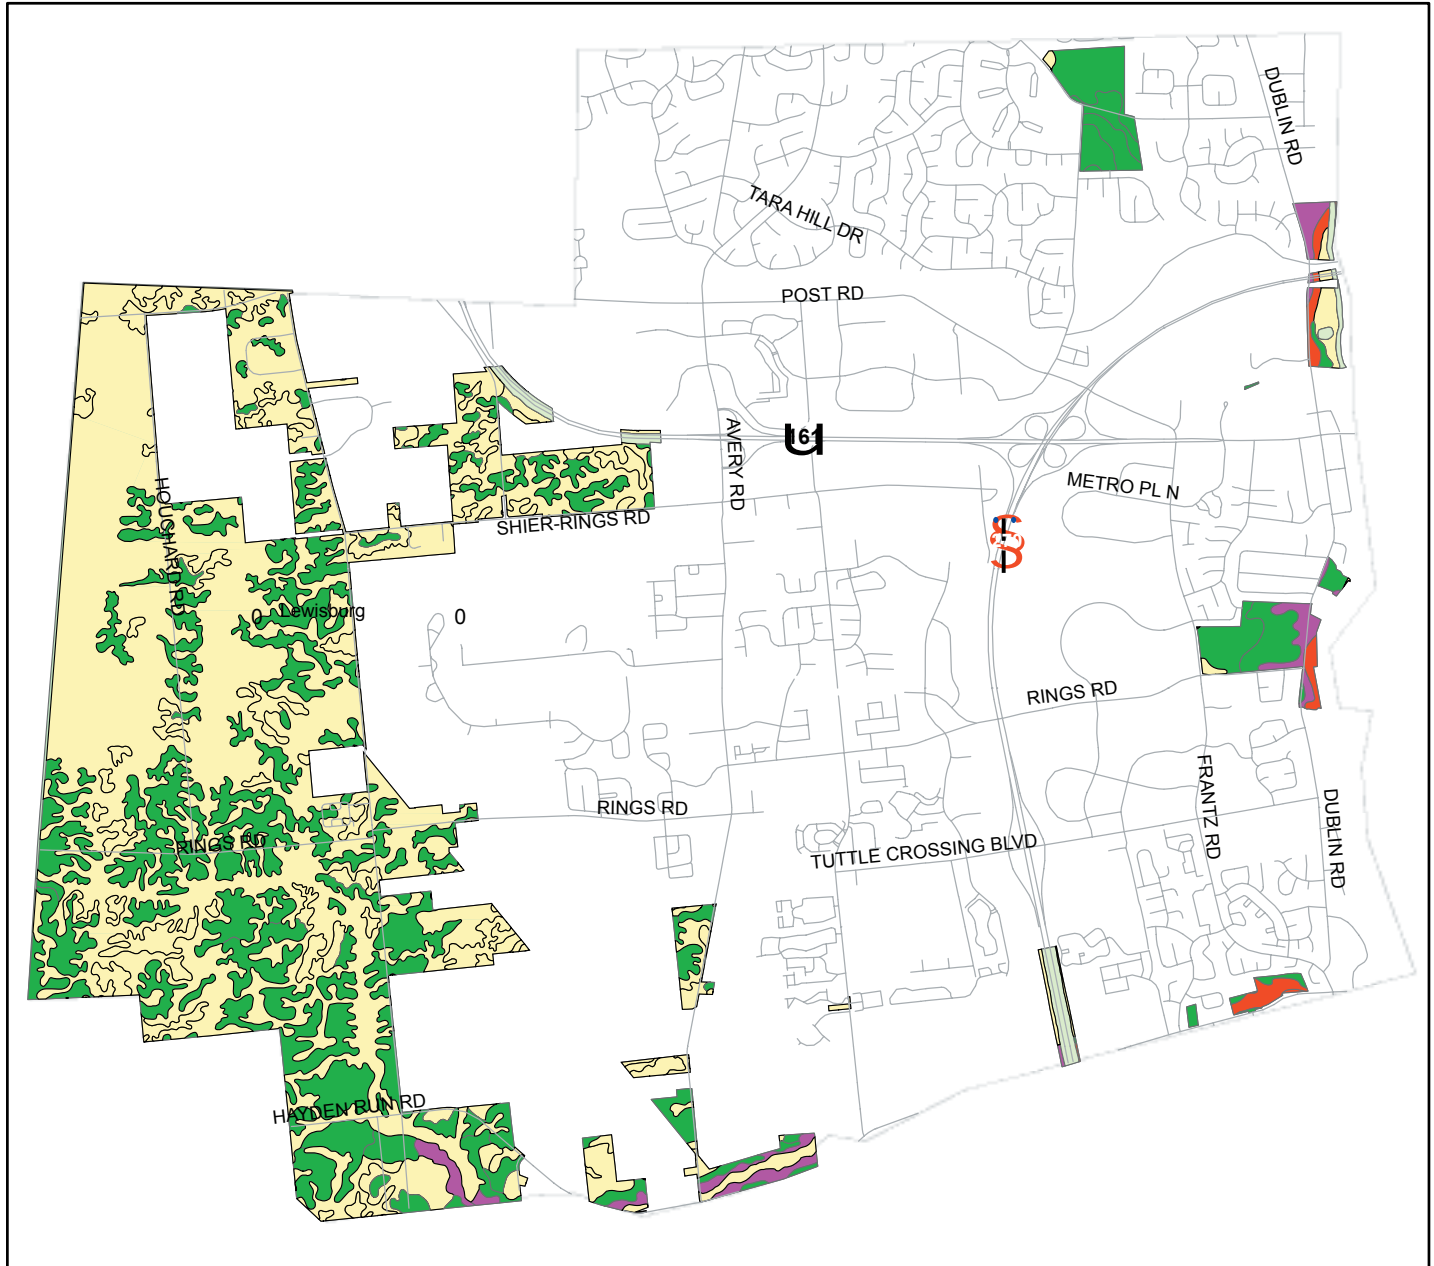 DUBLIN RD
TARA HILL DR
POST RD
AVERY RD
161
METRO PL N
HOUCHARD RD
SHIER-RINGS RD
0 Lewisburg
0
RINGS RD
RINGS RD
FRANTZ RD
DUBLIN RD
RINGS RD
TUTTLE CROSSING BLVD
HAYDEN RUN RD